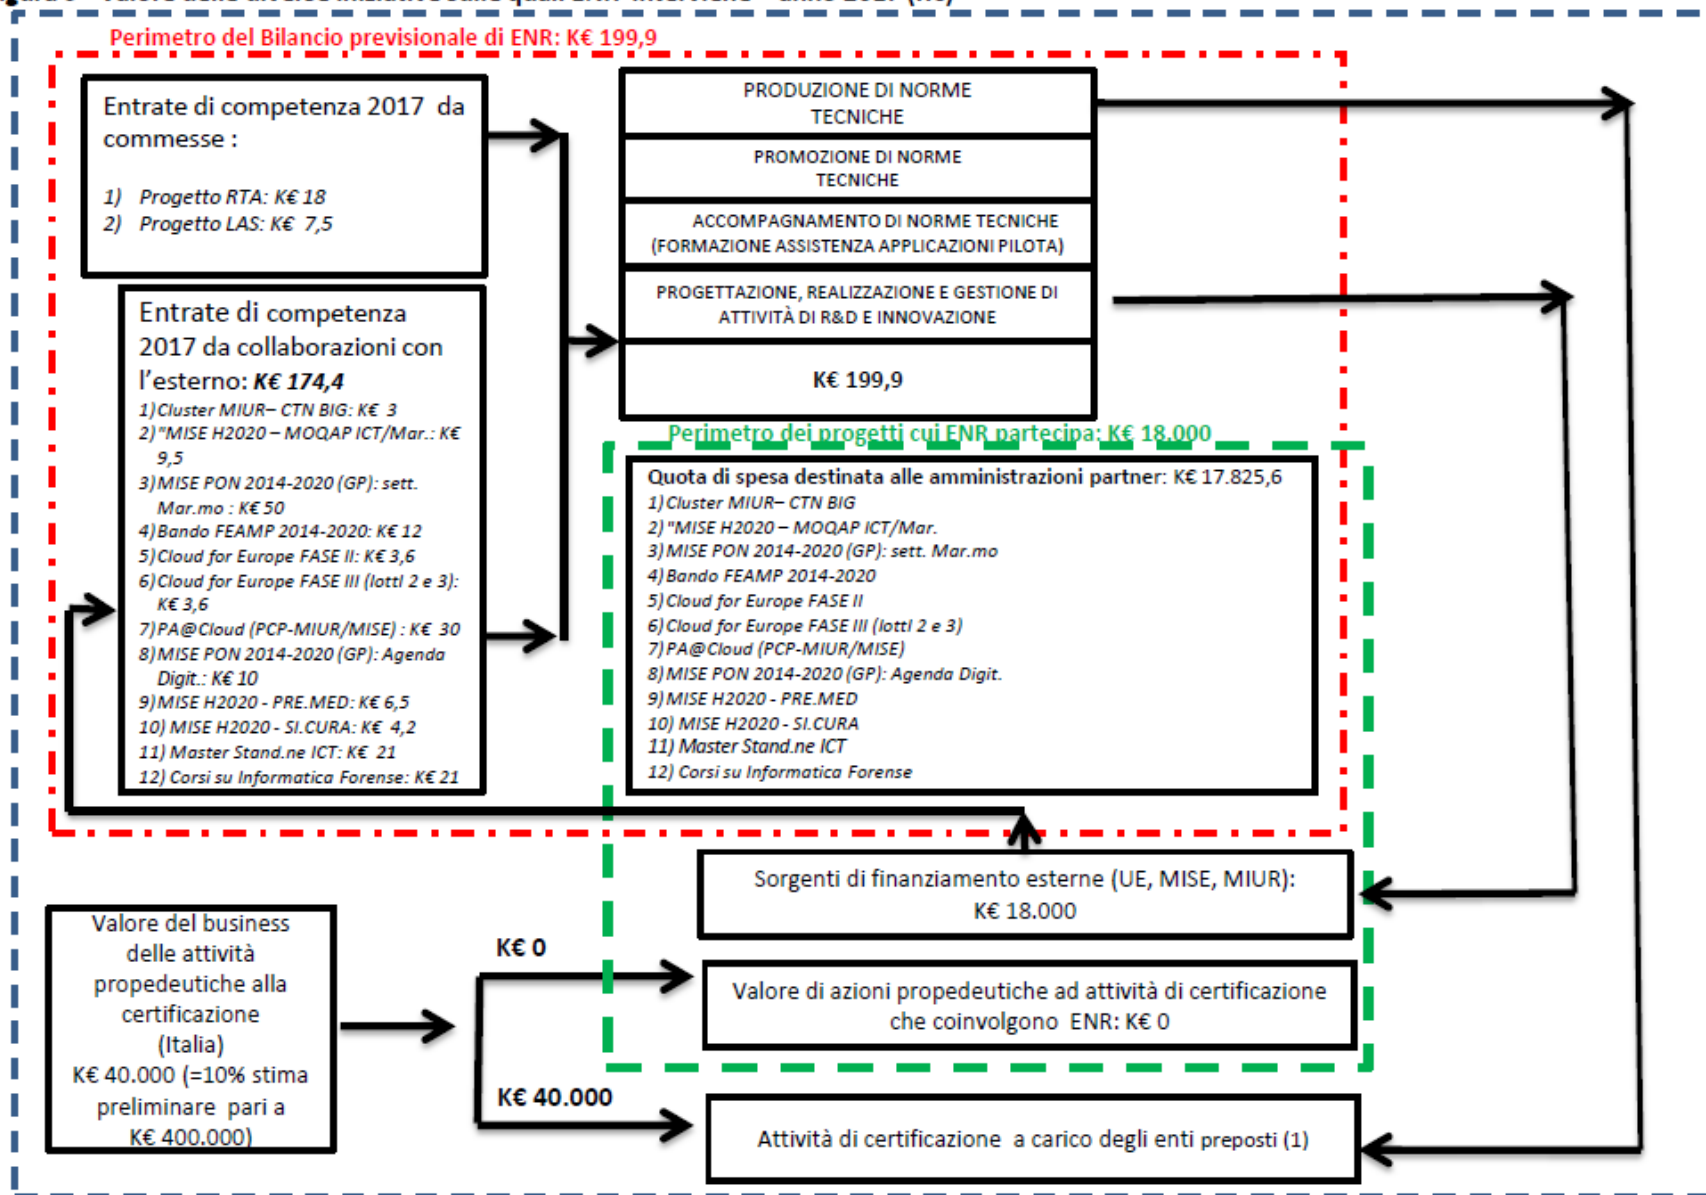 Perimetro del Bilancio previsionale di ENR: K€ 199,9
Entrate di competenza 2017 da
commesse :
1) Progetto RTA: K€ 18
2) Progetto LAS: K€ 7,5
Entrate di competenza
2017 da collaborazioni con
l'esterno: K€ 174,4
1)Cluster MIUR– CTN BIG: K€ 3
2)"MISE H2020 – MOQAP ICT/Mar.: K€
9,5
3)MISE PON 2014-2020 (GP): sett.
Mar.mo : K€ 50
4)Bando FEAMP 2014-2020: K€ 12
5)Cloud for Europe FASE II: K€ 3,6
6)Cloud for Europe FASE III (lottI 2 e 3):
K€ 3,6
7)PA@Cloud (PCP-MIUR/MISE) : K€ 30
8)MISE PON 2014-2020 (GP): Agenda
Digit.: K€ 10
9)MISE H2020 - PRE.MED: K€ 6,5
10) MISE H2020 - SI.CURA: K€ 4,2
11) Master Stand.ne ICT: K€ 21
12) Corsi su Informatica Forense: K€ 21
PRODUZIONE DI NORME
TECNICHE
PROMOZIONE DI NORME
TECNICHE
ACCOMPAGNAMENTO DI NORME TECNICHE
(FORMAZIONE ASSISTENZA APPLICAZIONI PILOTA)
PROGETTAZIONE, REALIZZAZIONE E GESTIONE DI
ATTIVITÀ DI R&D E INNOVAZIONE
K€ 199,9
Perimetro dei progetti cui ENR partecipa: K€ 18.000
Quota di spesa destinata alle amministrazioni partner: K€ 17.825,6
1)Cluster MIUR– CTN BIG
2)"MISE H2020 – MOQAP ICT/Mar.
3)MISE PON 2014-2020 (GP): sett. Mar.mo
4)Bando FEAMP 2014-2020
5)Cloud for Europe FASE II
6)Cloud for Europe FASE III (lottI 2 e 3)
7)PA@Cloud (PCP-MIUR/MISE)
8)MISE PON 2014-2020 (GP): Agenda Digit.
9)MISE H2020 - PRE.MED
10) MISE H2020 - SI.CURA
11) Master Stand.ne ICT
12) Corsi su Informatica Forense
Sorgenti di finanziamento esterne (UE, MISE, MIUR):
K€ 18.000
Valore del business
delle attività
propedeutiche alla
certificazione
(Italia)
K€ 40.000 (=10% stima
preliminare pari a
K€ 400.000)
K€ 0
Valore di azioni propedeutiche ad attività di certificazione
che coinvolgono ENR: K€ 0
K€ 40.000
Attività di certificazione a carico degli enti preposti (1)